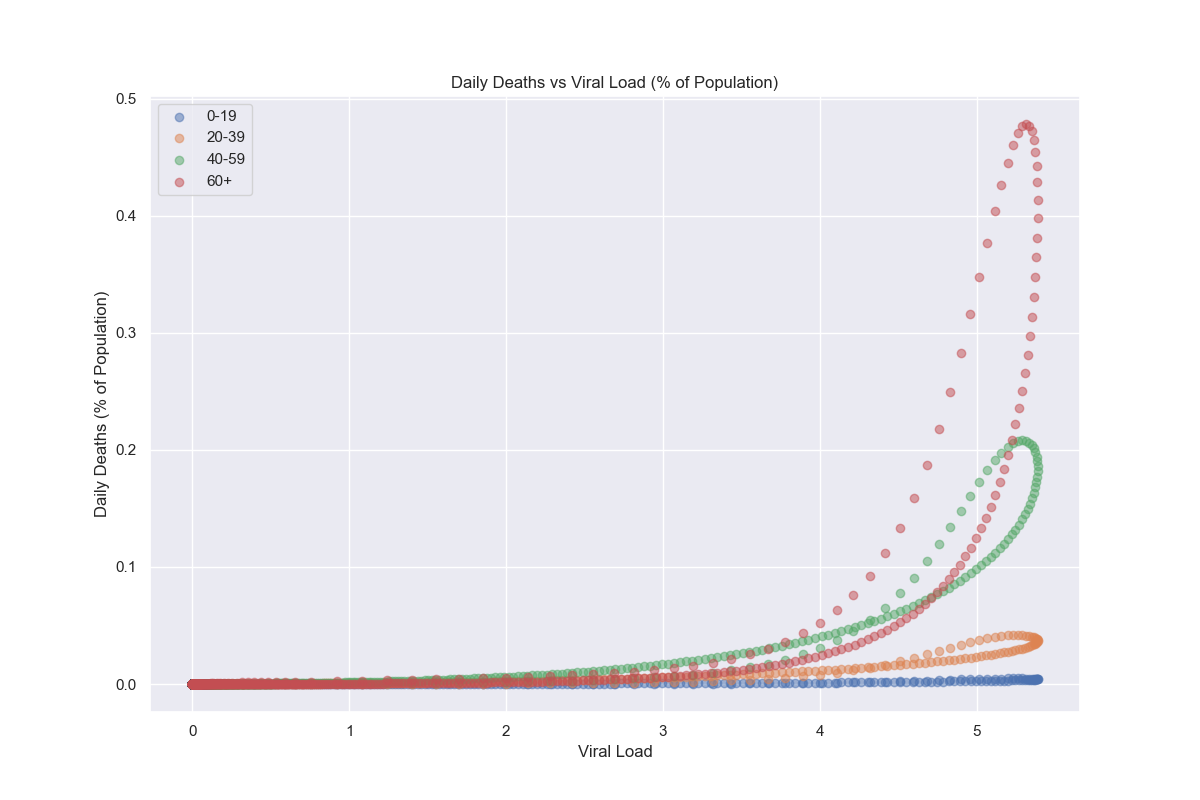 Daily Deaths vs Viral Load (% of Population)
0.5
0-19
20-39
40-59
60+
0.4
0.3
0.2
0.1
0.0
Daily Deaths (% of Population)
0 1 2 3 4 5
Viral Load